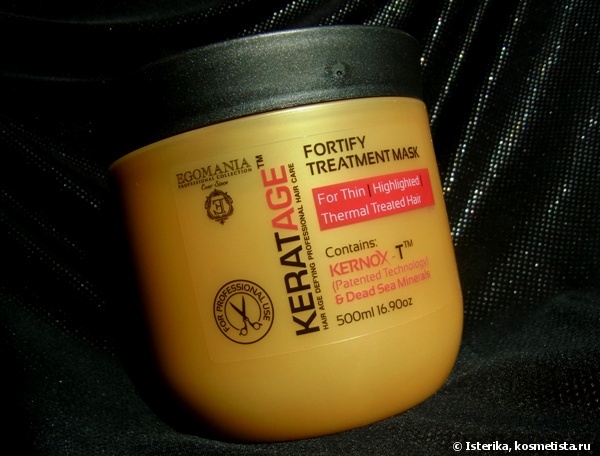 EGOMANIA
PROFESSIONAL COLLECTION
E
FOR PROFESSIONAL USE
KERATAGE™
HAIR AGE DEFYING PROFESSIONAL HAIR CARE
FORTIFY
TREATMENT MASK
For Thin | Highlighted |
Thermal Treated Hair
Contains:
KERNOX-T™
(Patented Technology)
& Dead Sea Minerals
500ml 16.90oz
© Isterika, kosmetista.ru